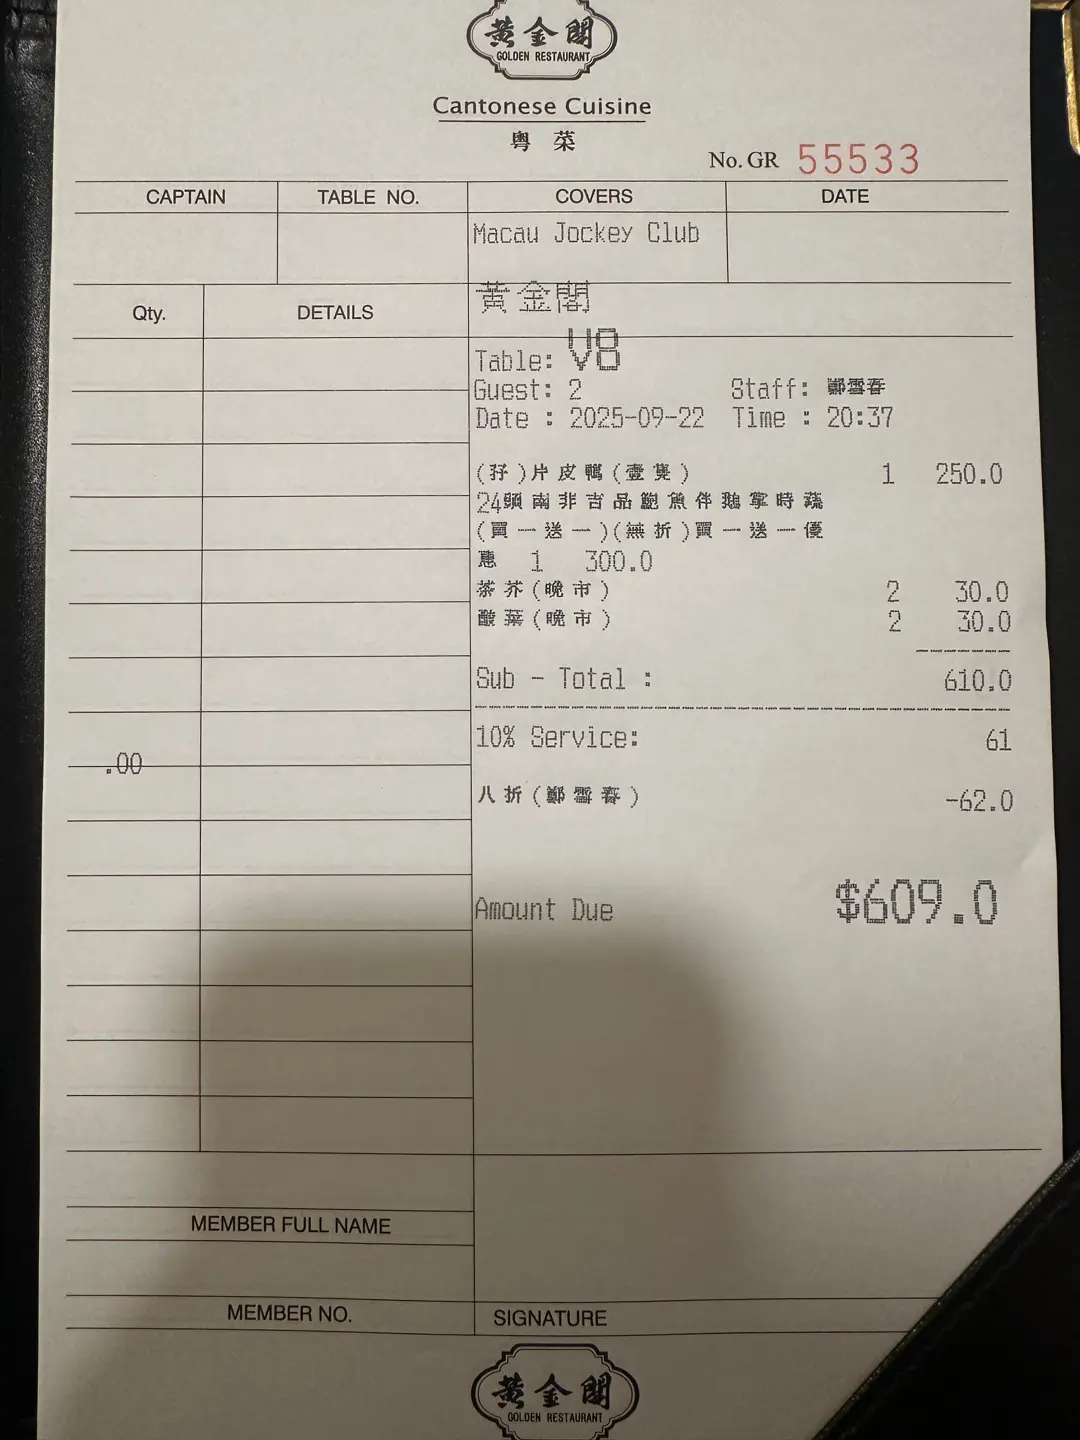 黃金閣
GOLDEN RESTAURANT
Cantonese Cuisine
粵 菜
No. GR 55533
CAPTAIN TABLE NO. COVERS DATE
Macau Jockey Club
黃金閣
Qty. DETAILS
Table: V8
Guest: 2 Staff: 鄭雪春
Date : 2025-09-22 Time : 20:37
(孖)片皮鴨(壹隻) 1 250.0
24頭南非吉品鮑魚伴鵝掌時蔬
(買一送一)(無折)買一送一優
惠 1 300.0
茶芥(晚市) 2 30.0
酸菜(晚市) 2 30.0
Sub - Total : 610.0
10% Service: 61
.00
八折(鄭雪春) -62.0
Amount Due $609.0
MEMBER FULL NAME
MEMBER NO. SIGNATURE
黃金閣
GOLDEN RESTAURANT